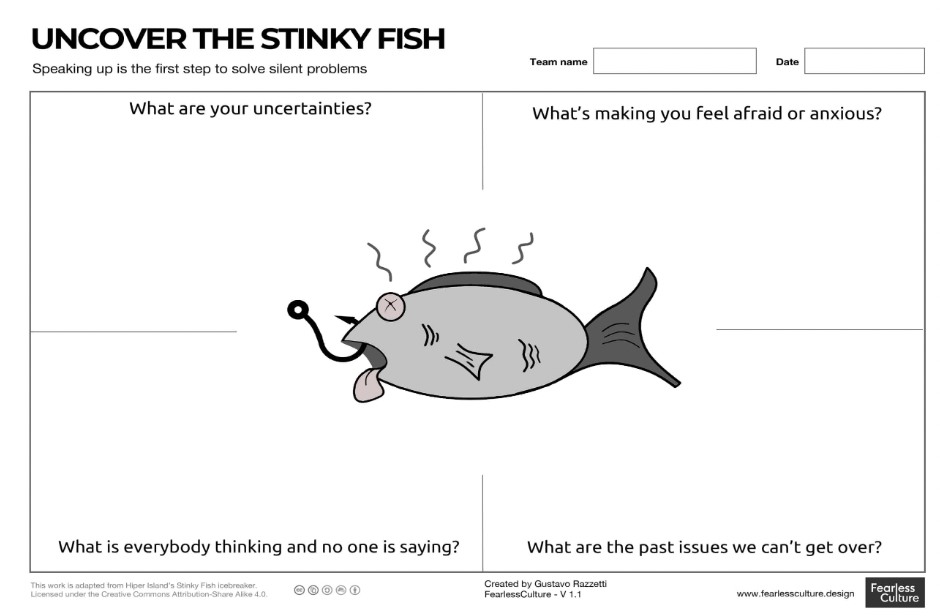 UNCOVER THE STINKY FISH
Speaking up is the first step to solve silent problems
Team name
Date
What are your uncertainties?
What's making you feel afraid or anxious?
What is everybody thinking and no one is saying?
What are the past issues we can't get over?
This work is adapted from Hiper Island's Stinky Fish icebreaker.
Licensed under the Creative Commons Attribution-Share Alike 4.0.
Created by Gustavo Razzetti
FearlessCulture - V 1.1
www.fearlessculture.design
Fearless
Culture